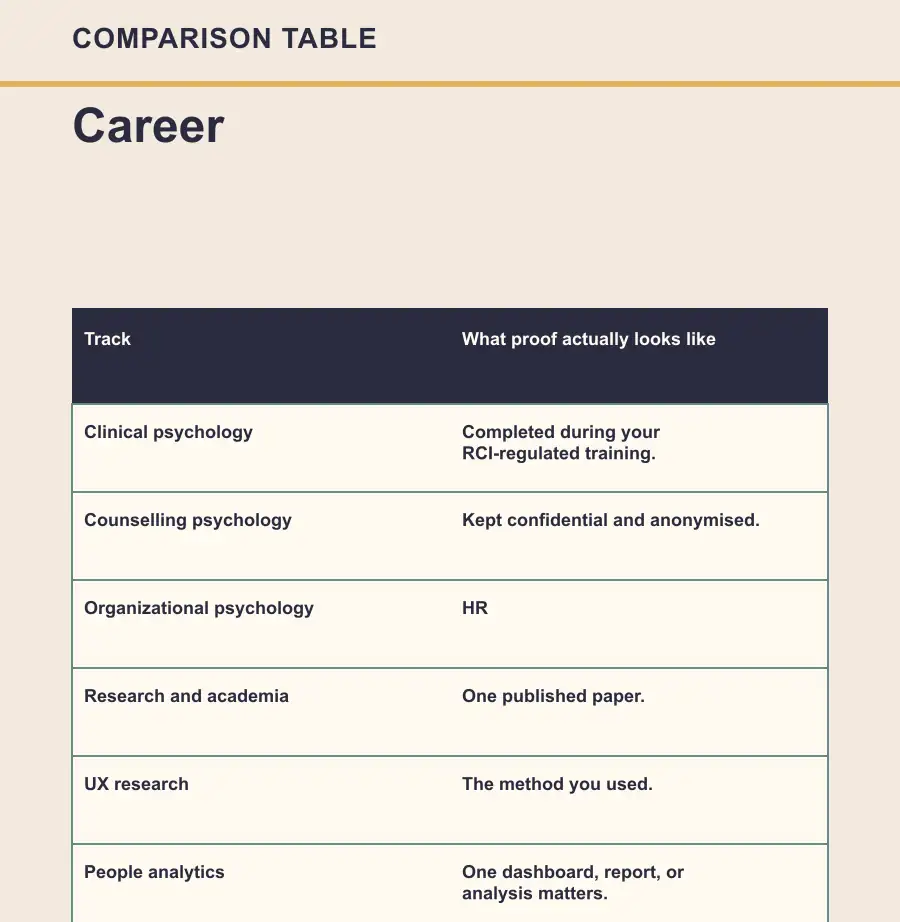 COMPARISON TABLE
Career
Track
What proof actually looks like
Clinical psychology
Completed during your
RCI-regulated training.
Counselling psychology
Kept confidential and anonymised.
Organizational psychology
HR
Research and academia
One published paper.
UX research
The method you used.
People analytics
One dashboard, report, or
analysis matters.